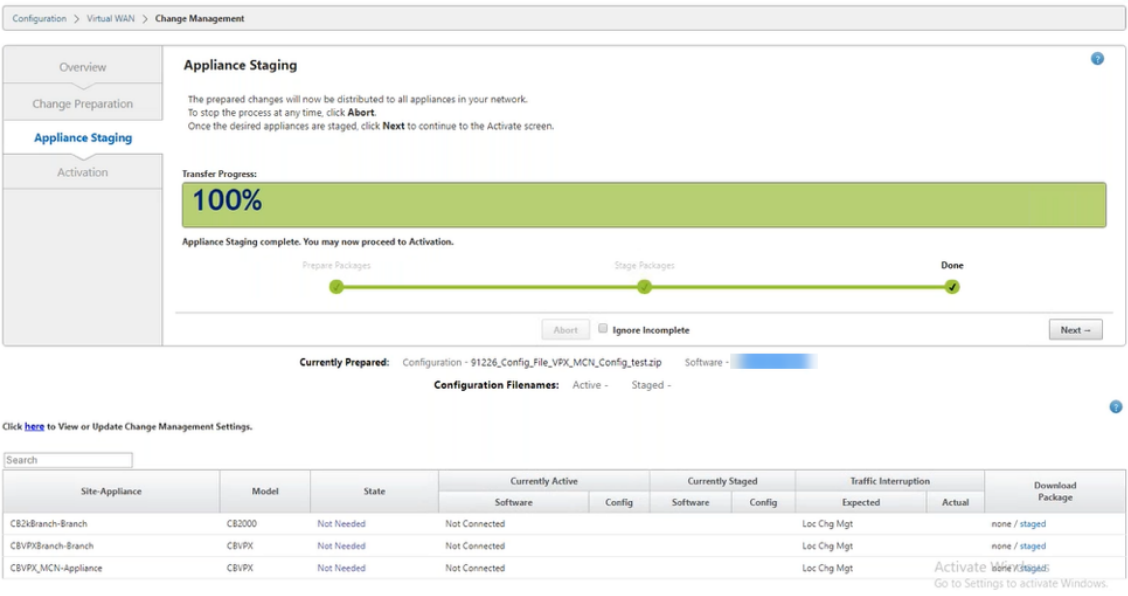 Configuration > Virtual WAN > Change Management
Overview
Change Preparation
Appliance Staging
Activation
Appliance Staging
The prepared changes will now be distributed to all appliances in your network.
To stop the process at any time, click Abort.
Once the desired appliances are staged, click Next to continue to the Activate screen.
Transfer Progress:
100%
Appliance Staging complete. You may now proceed to Activation.
Prepare Packages Stage Packages Done
Abort Ignore Incomplete Next →
Currently Prepared: Configuration - 91226_Config_File_VPX_MCN_Config_test.zip Software -
Configuration Filenames: Active - Staged -
Click here to View or Update Change Management Settings.
Search
Site-Appliance Model State Currently Active Currently Staged Traffic Interruption Download Package
Software Config Software Config Expected Actual
CB2kBranch-Branch CB2000 Not Needed Not Connected Loc Chg Mgt none / staged
CBVPXBranch-Branch CBVPX Not Needed Not Connected Loc Chg Mgt none / staged
CBVPX_MCN-Appliance CBVPX Not Needed Not Connected Loc Chg Mgt none / staged
Activate Windows
Go to Settings to activate Windows.